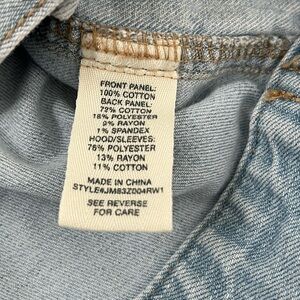 FRONT PANEL:
100% COTTON
BACK PANEL:
72% COTTON
18% POLYESTER
9% RAYON
1% SPANDEX
HOOD/SLEEVES:
76% POLYESTER
13% RAYON
11% COTTON
MADE IN CHINA
STYLE#JM83Z004RW1
SEE REVERSE
FOR CARE